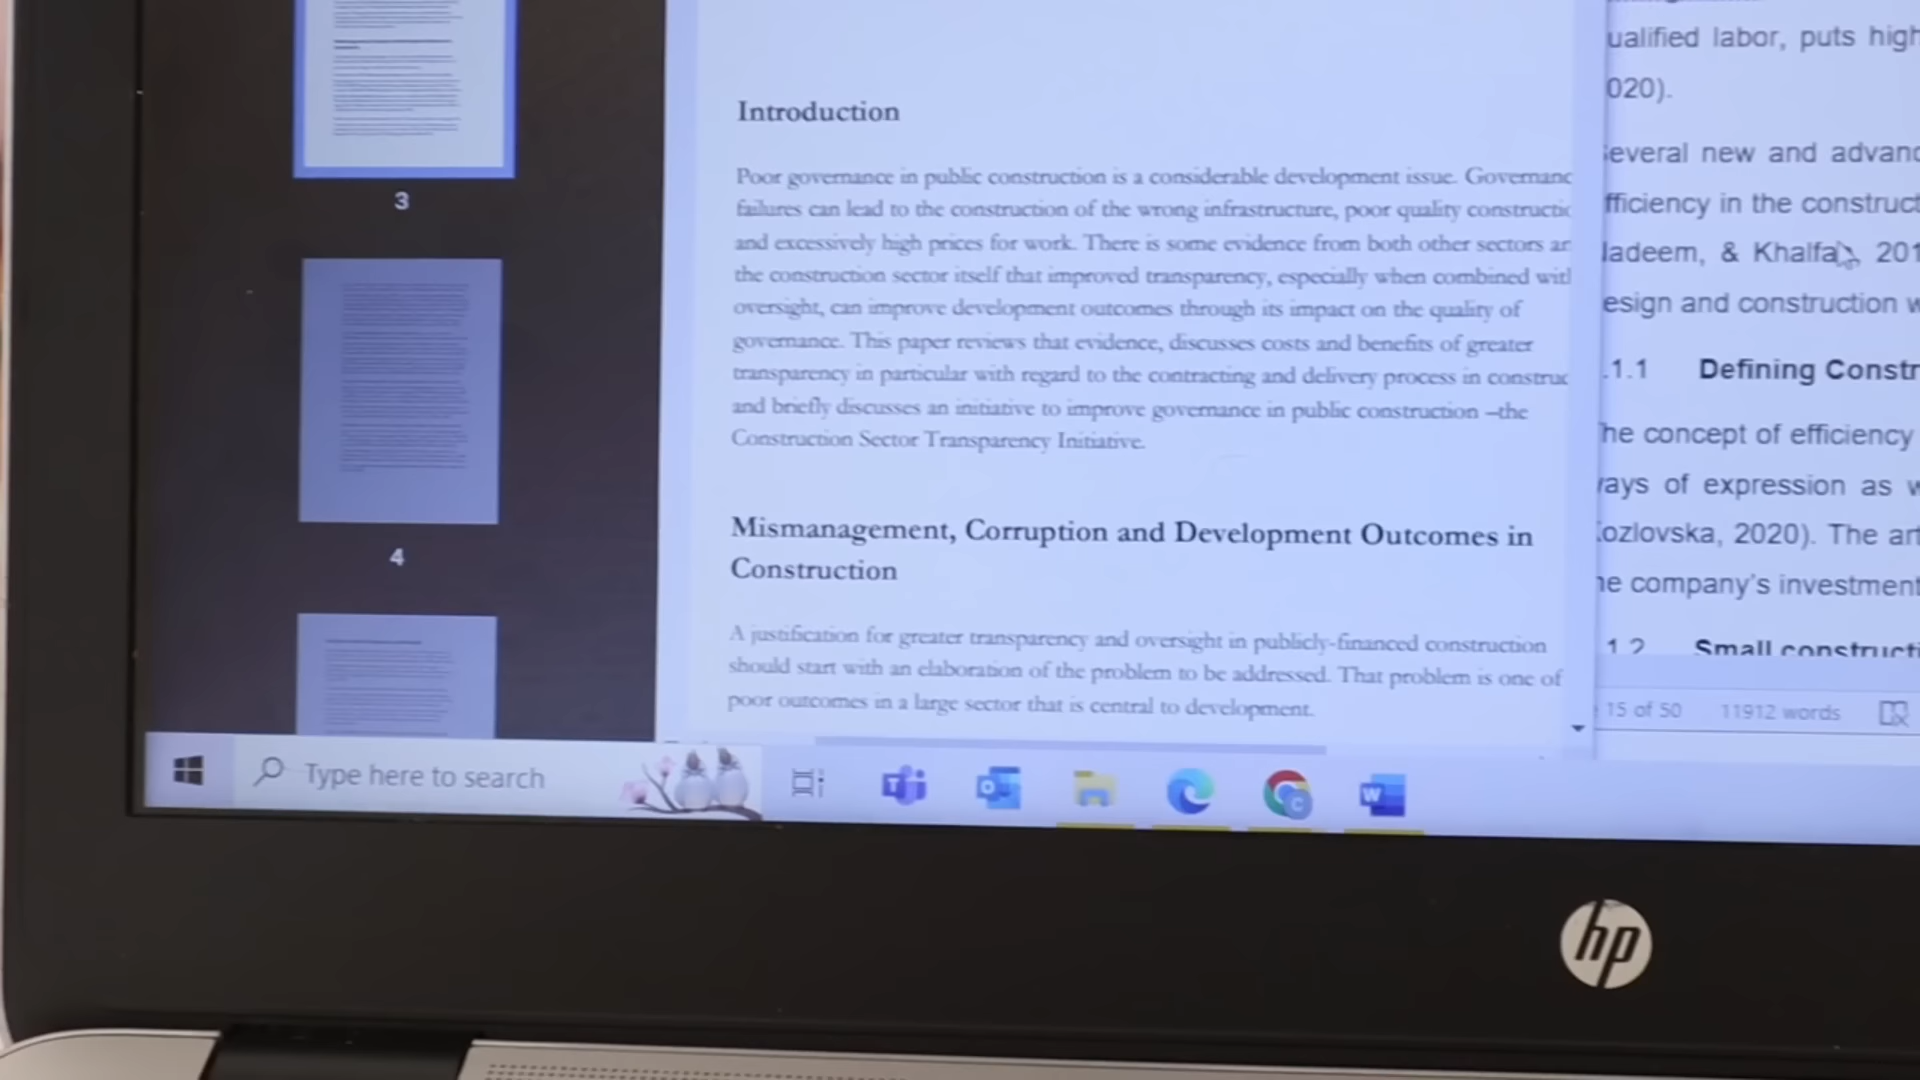 3
4
Introduction
Poor governance in public construction is a considerable development issue. Governanc
failures can lead to the construction of the wrong infrastructure, poor quality constructio
and excessively high prices for work. There is some evidence from both other sectors an
the construction sector itself that improved transparency, especially when combined with
oversight, can improve development outcomes through its impact on the quality of
governance. This paper reviews that evidence, discusses costs and benefits of greater
transparency in particular with regard to the contracting and delivery process in construc
and briefly discusses an initiative to improve governance in public construction –the
Construction Sector Transparency Initiative.
Mismanagement, Corruption and Development Outcomes in
Construction
A justification for greater transparency and oversight in publicly-financed construction
should start with an elaboration of the problem to be addressed. That problem is one of
poor outcomes in a large sector that is central to development.
ualified labor, puts high
020).
everal new and advanc
fficiency in the construct
adeem, & Khalfa 201
esign and construction w
.1.1 Defining Constr
he concept of efficiency
ays of expression as w
ozlovska, 2020). The art
he company's investment
1.2 Small constructi
15 of 50 11912 words
Type here to search
hp